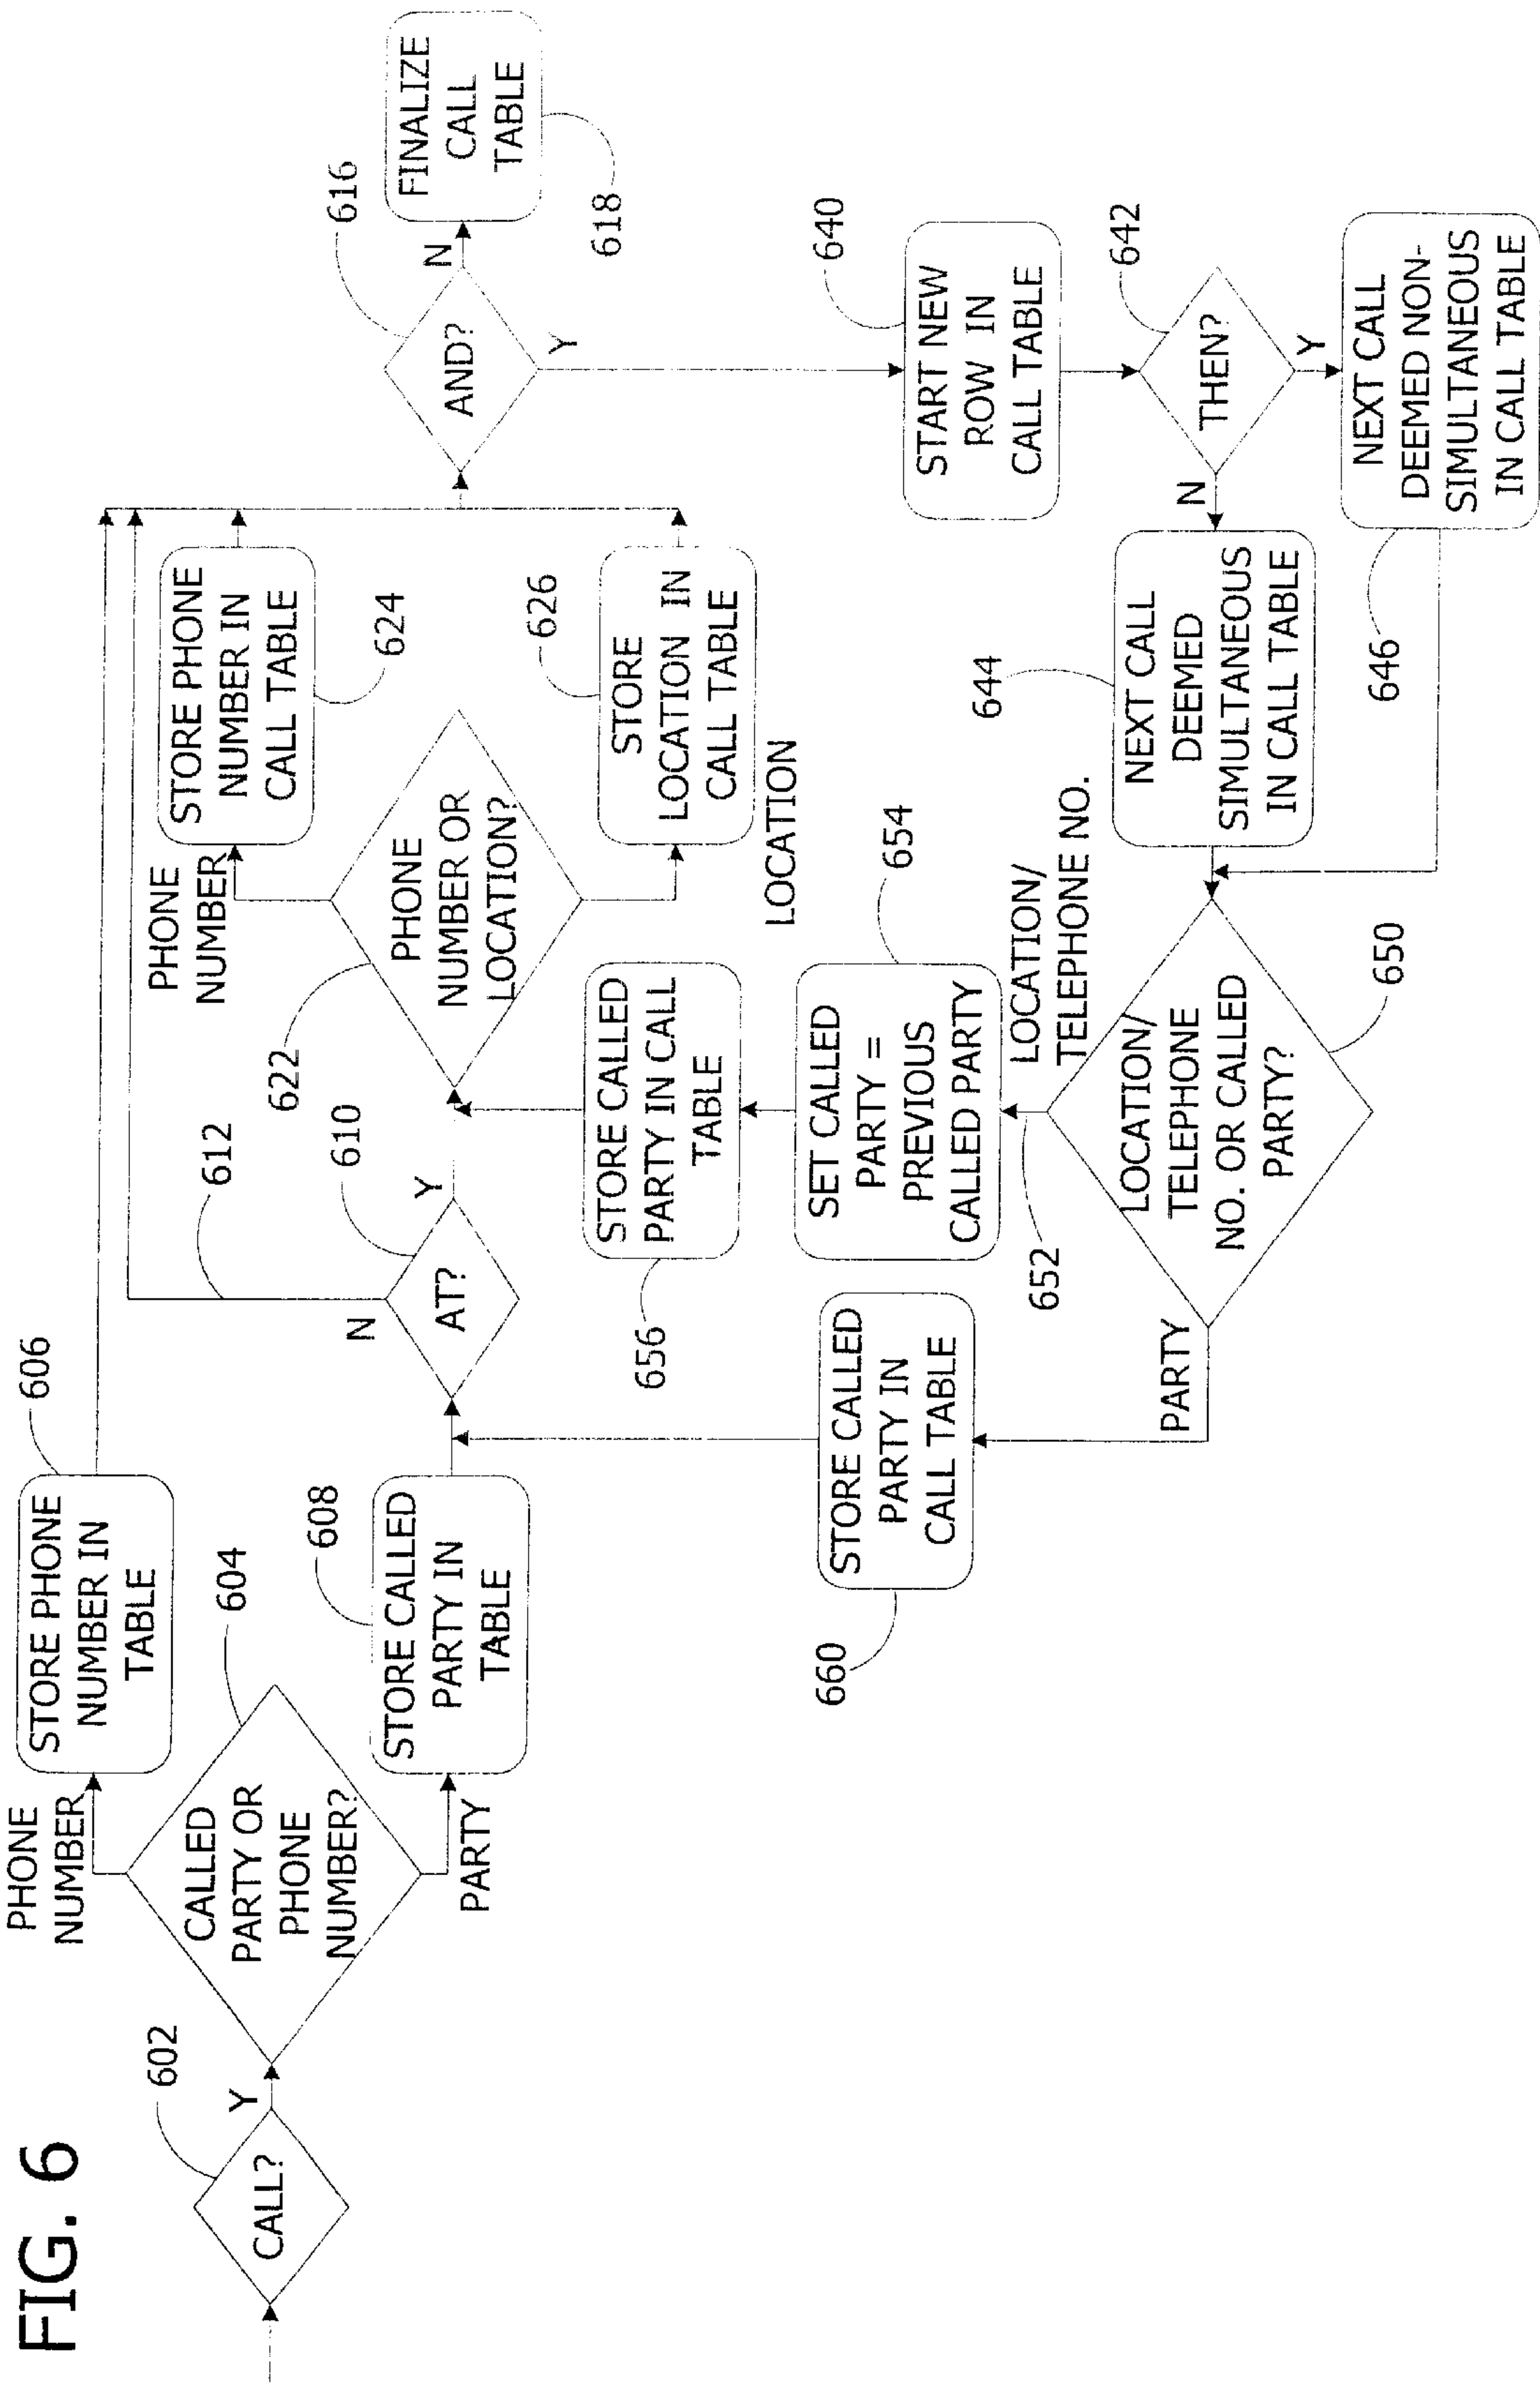 FIG. 6
CALL?
602
Y
CALLED
PARTY OR
PHONE
NUMBER?
604
PHONE
NUMBER
STORE PHONE
NUMBER IN
TABLE
606
PARTY
STORE CALLED
PARTY IN
TABLE
608
AT?
610
N
612
Y
PHONE
NUMBER OR
LOCATION?
622
PHONE
NUMBER
STORE PHONE
NUMBER IN
CALL TABLE
624
LOCATION
STORE
LOCATION IN
CALL TABLE
626
AND?
616
N
FINALIZE
CALL
TABLE
618
Y
START NEW
ROW IN
CALL TABLE
640
THEN?
642
N
NEXT CALL
DEEMED
SIMULTANEOUS
IN CALL TABLE
644
Y
NEXT CALL
DEEMED NON-
SIMULTANEOUS
IN CALL TABLE
646
LOCATION/
TELEPHONE
NO. OR CALLED
PARTY?
650
LOCATION/
TELEPHONE NO.
652
SET CALLED
PARTY =
PREVIOUS
CALLED PARTY
654
STORE CALLED
PARTY IN CALL
TABLE
656
PARTY
STORE CALLED
PARTY IN
CALL TABLE
660